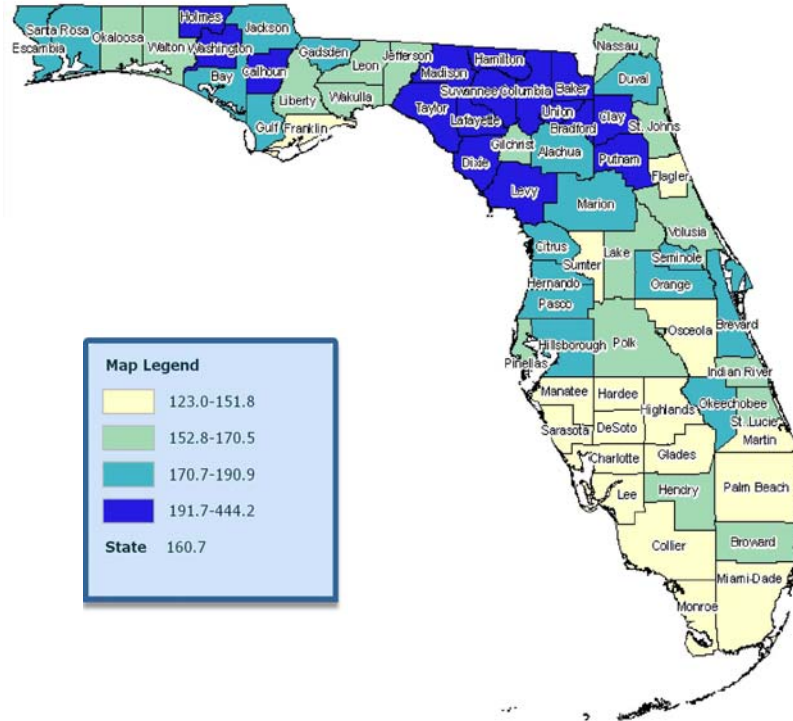 Holmes
Jackson
Santa Rosa
Escambia
Okaloosa
Walton
Washington
Bay
Calhoun
Gadsden
Leon
Jefferson
Liberty
Wakulla
Gulf
Franklin
Madison
Hamilton
Suwannee
Columbia
Baker
Nassau
Duval
Taylor
Lafayette
Union
Bradford
Clay
St. Johns
Gilchrist
Alachua
Putnam
Flagler
Dixie
Levy
Marion
Volusia
Citrus
Sumter
Lake
Seminole
Hernando
Orange
Pasco
Brevard
Osceola
Hillsborough
Polk
Pinellas
Indian River
Manatee
Hardee
Highlands
Okeechobee
St. Lucie
Sarasota
DeSoto
Martin
Charlotte
Glades
Lee
Hendry
Palm Beach
Collier
Broward
Miami-Dade
Monroe
Map Legend
123.0-151.8
152.8-170.5
170.7-190.9
191.7-444.2
State 160.7